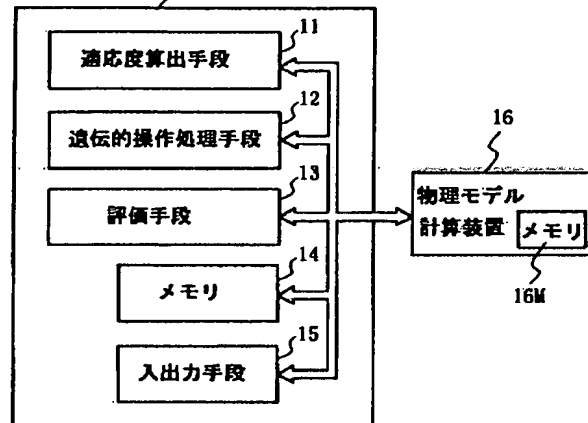 11
適応度算出手段
12
遺伝的操作処理手段
13
評価手段
14
メモリ
15
入出力手段
16
物理モデル
計算装置
メモリ
16M